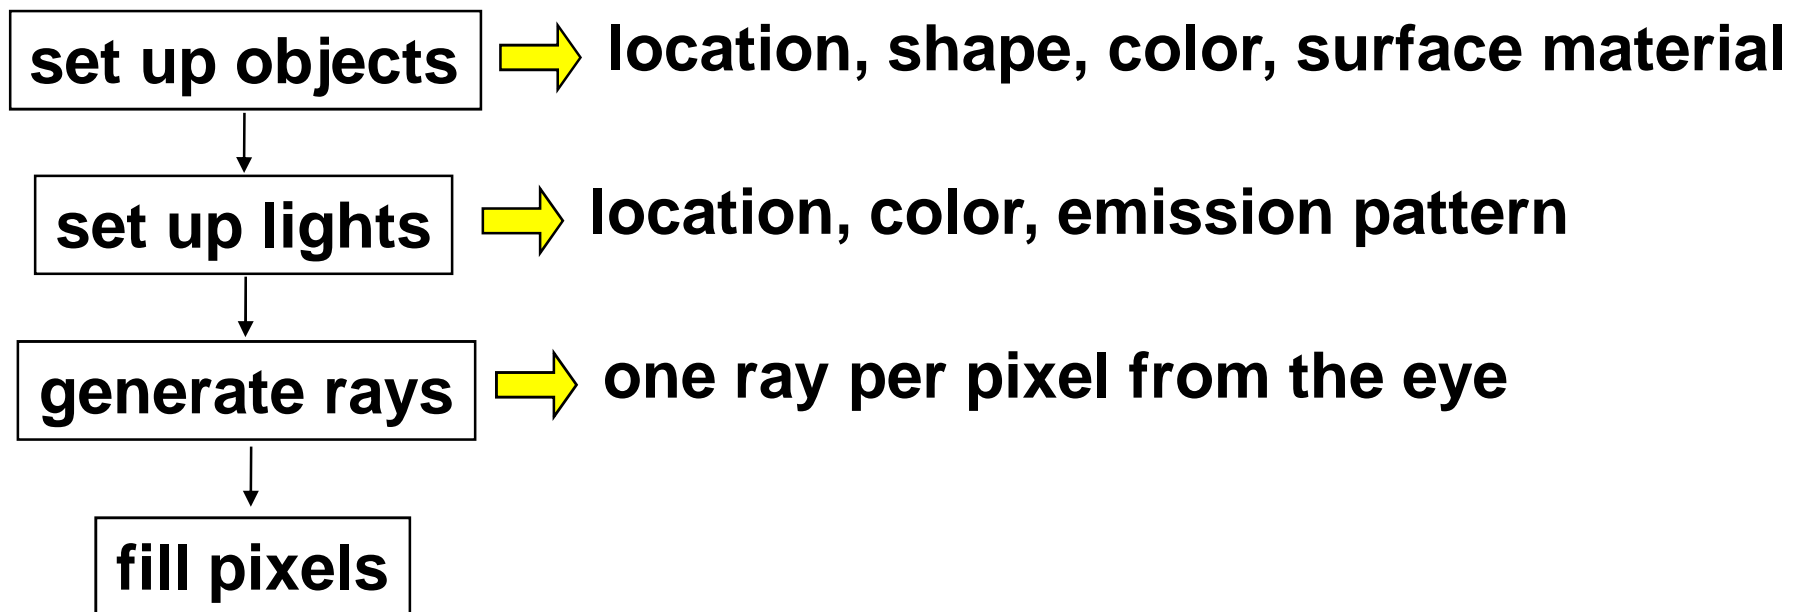 set up objects
location, shape, color, surface material
set up lights
location, color, emission pattern
generate rays
one ray per pixel from the eye
fill pixels